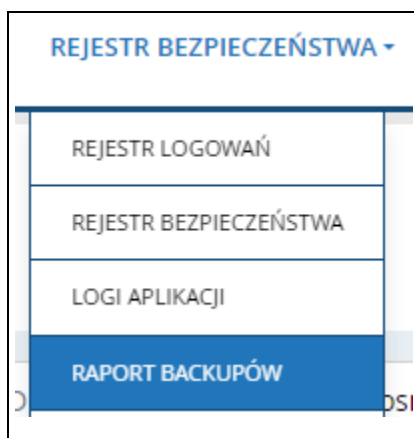 REJESTR BEZPIECZEŃSTWA
REJESTR LOGOWAŃ
REJESTR BEZPIECZEŃSTWA
LOGI APLIKACJI
RAPORT BACKUPÓW